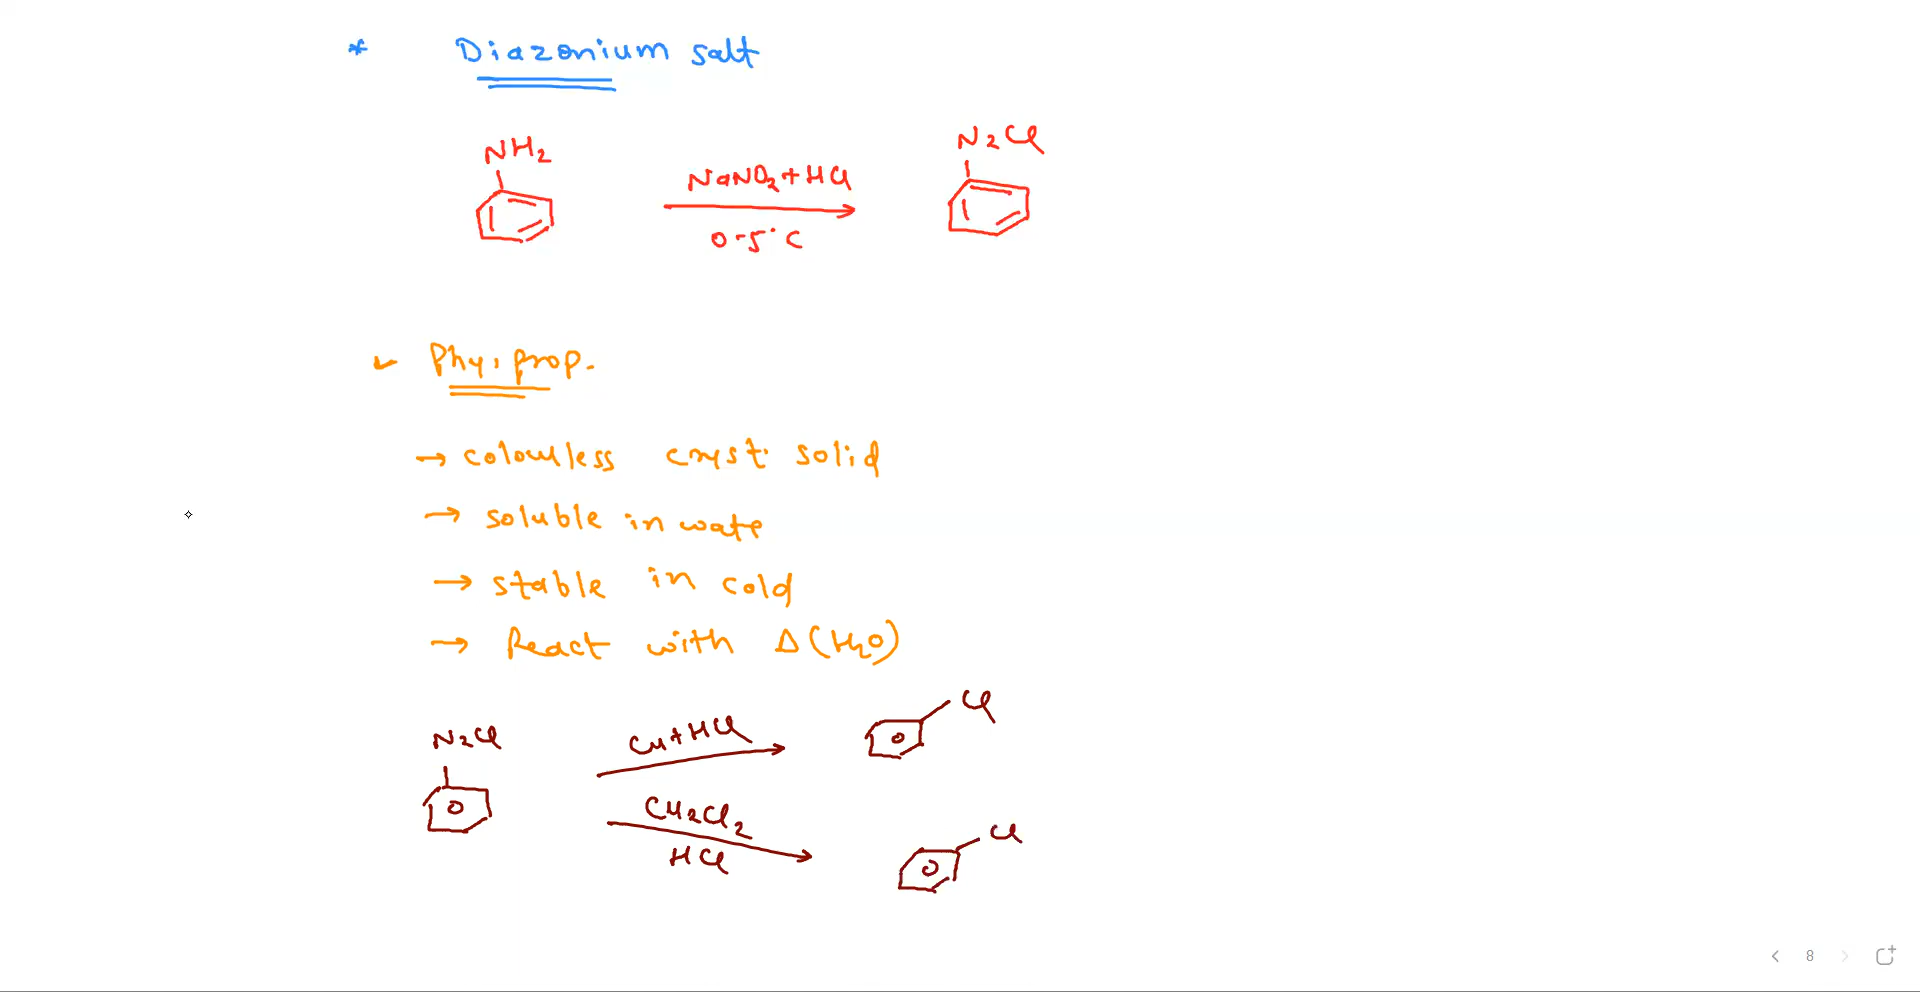 * Diazonium salt
NH2
NaNO2+HCl
0-5°C
N2Cl
✓ Phy. prop.
→ colourless cryst. solid
→ soluble in wate
→ stable in cold
→ React with Δ(H2O)
N2Cl
Cu+HCl
Cl
CU2Cl2
HCl
Cl
8